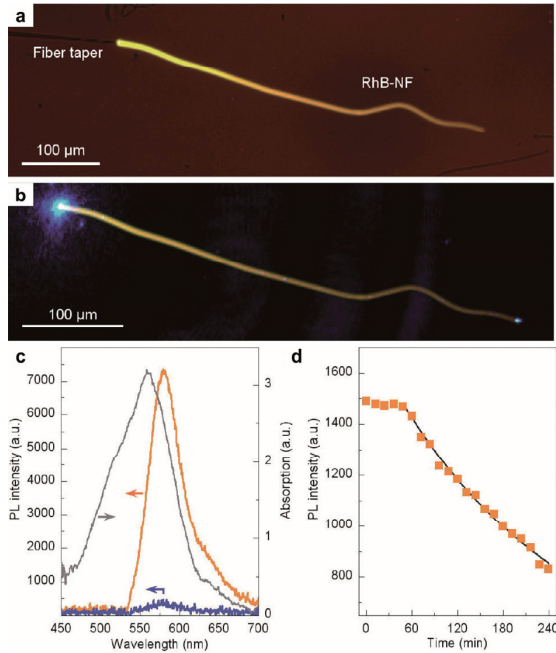 a
Fiber taper
RhB-NF
100 µm
b
100 µm
c
7000
6000
5000
4000
3000
2000
1000
PL intensity (a.u.)
3
2
1
0
Absorption (a.u.)
450 500 550 600 650 700
Wavelength (nm)
d
1600
1400
1200
1000
800
PL intensity (a.u.)
0 60 120 180 240
Time (min)